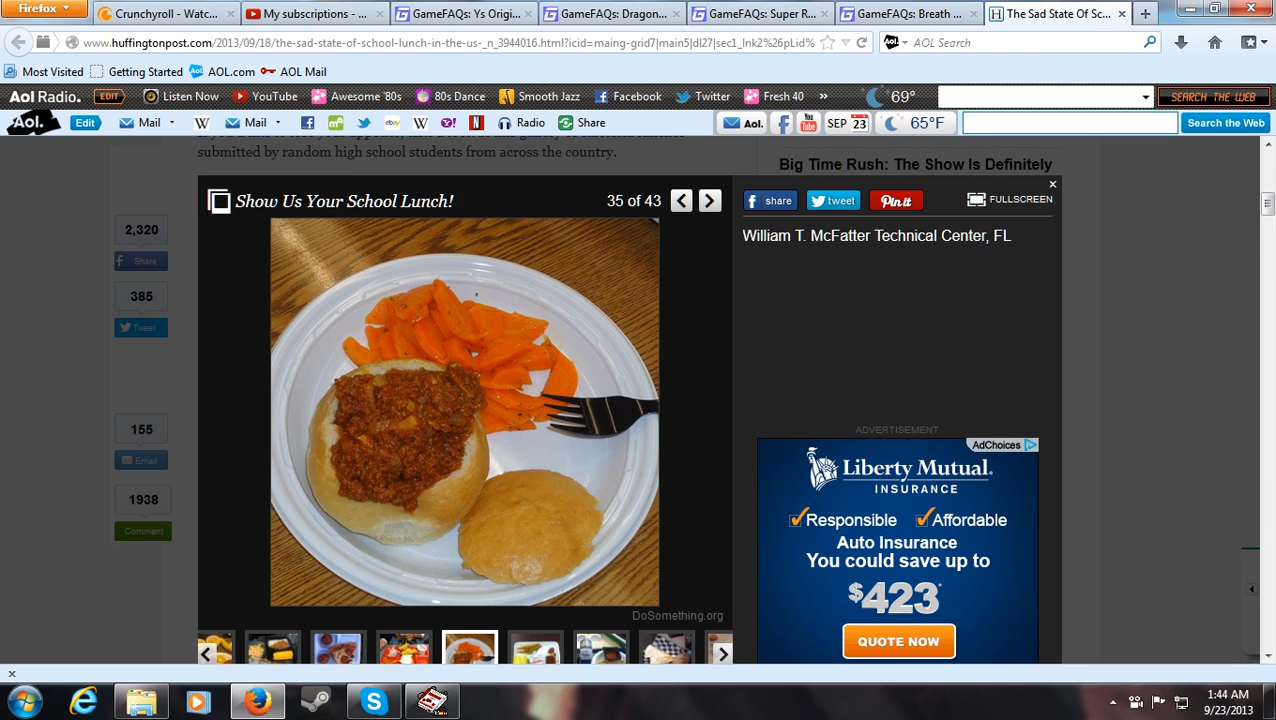 Firefox
Crunchyroll - Watc...
My subscriptions - ...
GameFAQs: Ys Origi...
GameFAQs: Dragon...
GameFAQs: Super R...
GameFAQs: Breath ...
The Sad State Of Sc...
www.huffingtonpost.com/2013/09/18/the-sad-state-of-school-lunch-in-the-us-_n_3944016.html?icid=maing-grid7|main5|dl27|sec1_lnk2%26pLid%
AOL Search
Most Visited
Getting Started
AOL.com
AOL Mail
Aol Radio.
EDIT
Listen Now
YouTube
Awesome '80s
80s Dance
Smooth Jazz
Facebook
Twitter
Fresh 40
69°
SEARCH THE WEB
Aol.
Edit
Mail
Mail
Radio
Share
Aol.
SEP 23
65°F
Search the Web
submitted by random high school students from across the country.
Big Time Rush: The Show Is Definitely
Show Us Your School Lunch!
35 of 43
share
tweet
Pin it
FULLSCREEN
William T. McFatter Technical Center, FL
2,320
Share
385
Tweet
155
Email
1938
Comment
ADVERTISEMENT
AdChoices
Liberty Mutual.
INSURANCE
Responsible
Affordable
Auto Insurance
You could save up to
$423*
QUOTE NOW
DoSomething.org
1:44 AM
9/23/2013